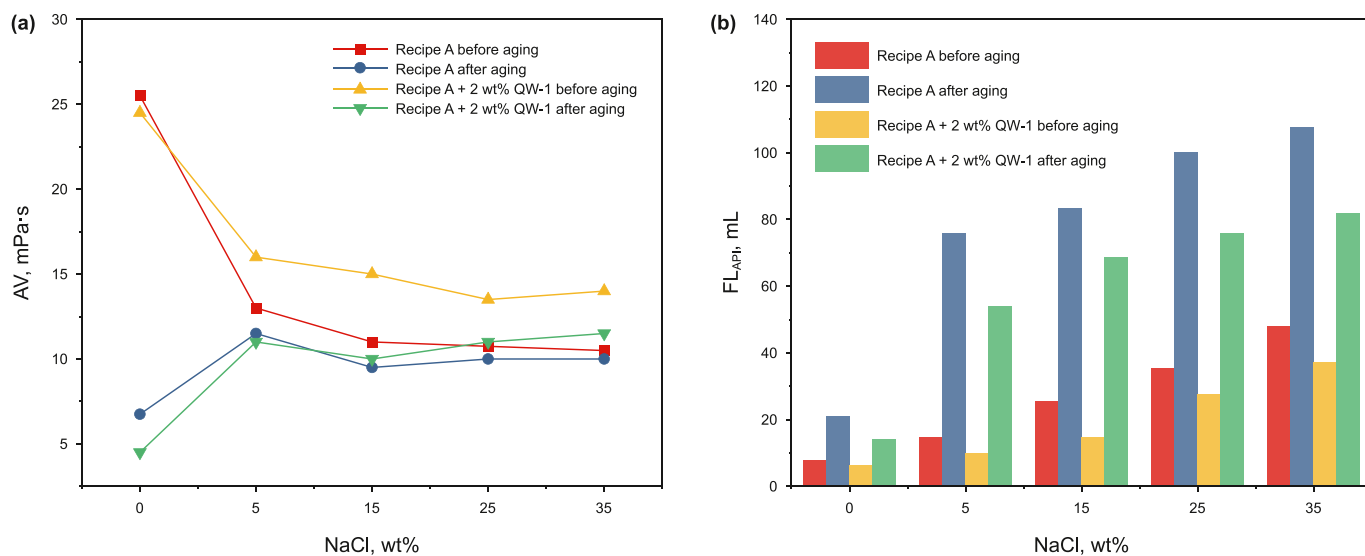 (a)
30
25
20
15
10
5
AV, mPa·s
0 5 15 25 35
NaCl, wt%
Recipe A before aging
Recipe A after aging
Recipe A + 2 wt% QW-1 before aging
Recipe A + 2 wt% QW-1 after aging
(b)
140
120
100
80
60
40
20
0
FLAPI, mL
0 5 15 25 35
NaCl, wt%
Recipe A before aging
Recipe A after aging
Recipe A + 2 wt% QW-1 before aging
Recipe A + 2 wt% QW-1 after aging